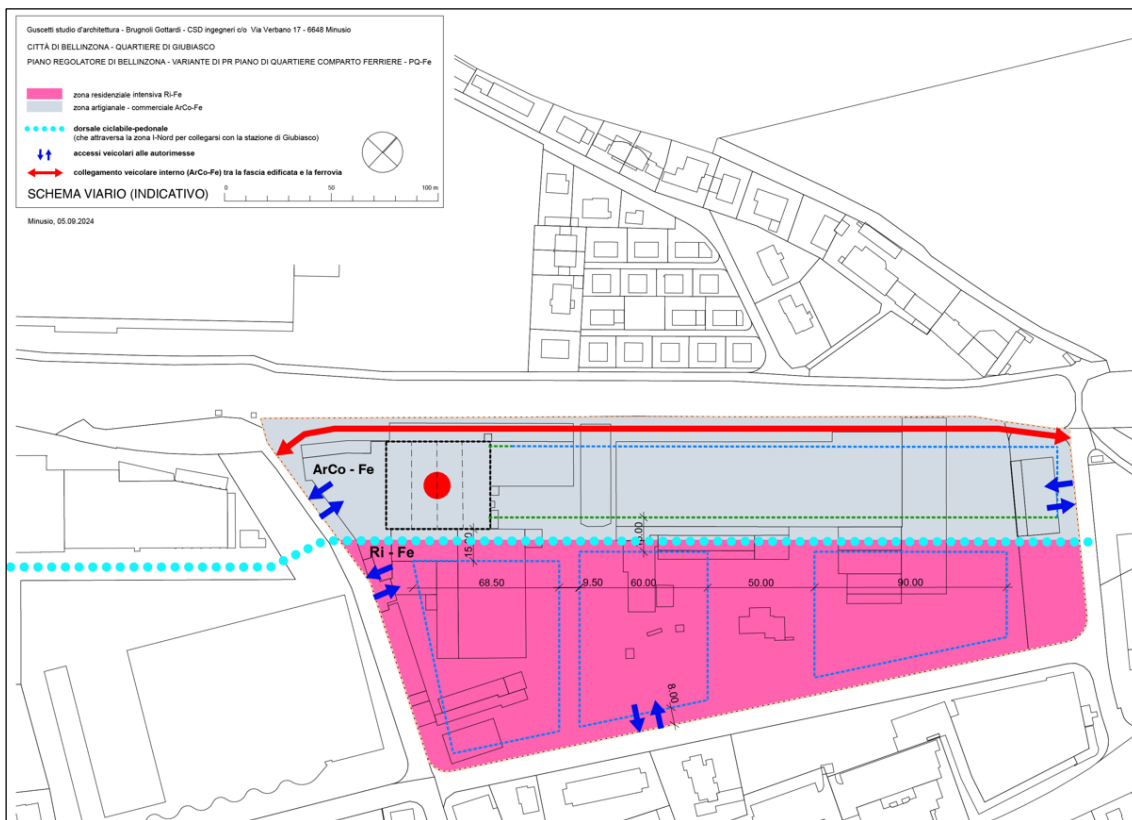 Guscetti studio d'architettura - Brugnoli Gottardi - CSD ingegneri c/o Via Verbano 17 - 6648 Minusio
CITTÀ DI BELLINZONA - QUARTIERE DI GIUBIASCO
PIANO REGOLATORE DI BELLINZONA - VARIANTE DI PR PIANO DI QUARTIERE COMPARTO FERRIERE - PQ-Fe
zona residenziale intensiva Ri-Fe
zona artigianale - commerciale ArCo-Fe
dorsale ciclabile-pedonale
(che attraversa la zona I-Nord per collegarsi con la stazione di Giubiasco)
accessi veicolari alle autorimesse
collegamento veicolare interno (ArCo-Fe) tra la fascia edificata e la ferrovia
SCHEMA VIARIO (INDICATIVO)
0 50 100 m
Minusio, 05.09.2024
ArCo - Fe
Ri - Fe
68.50 9.50 60.00 50.00 90.00
8.00